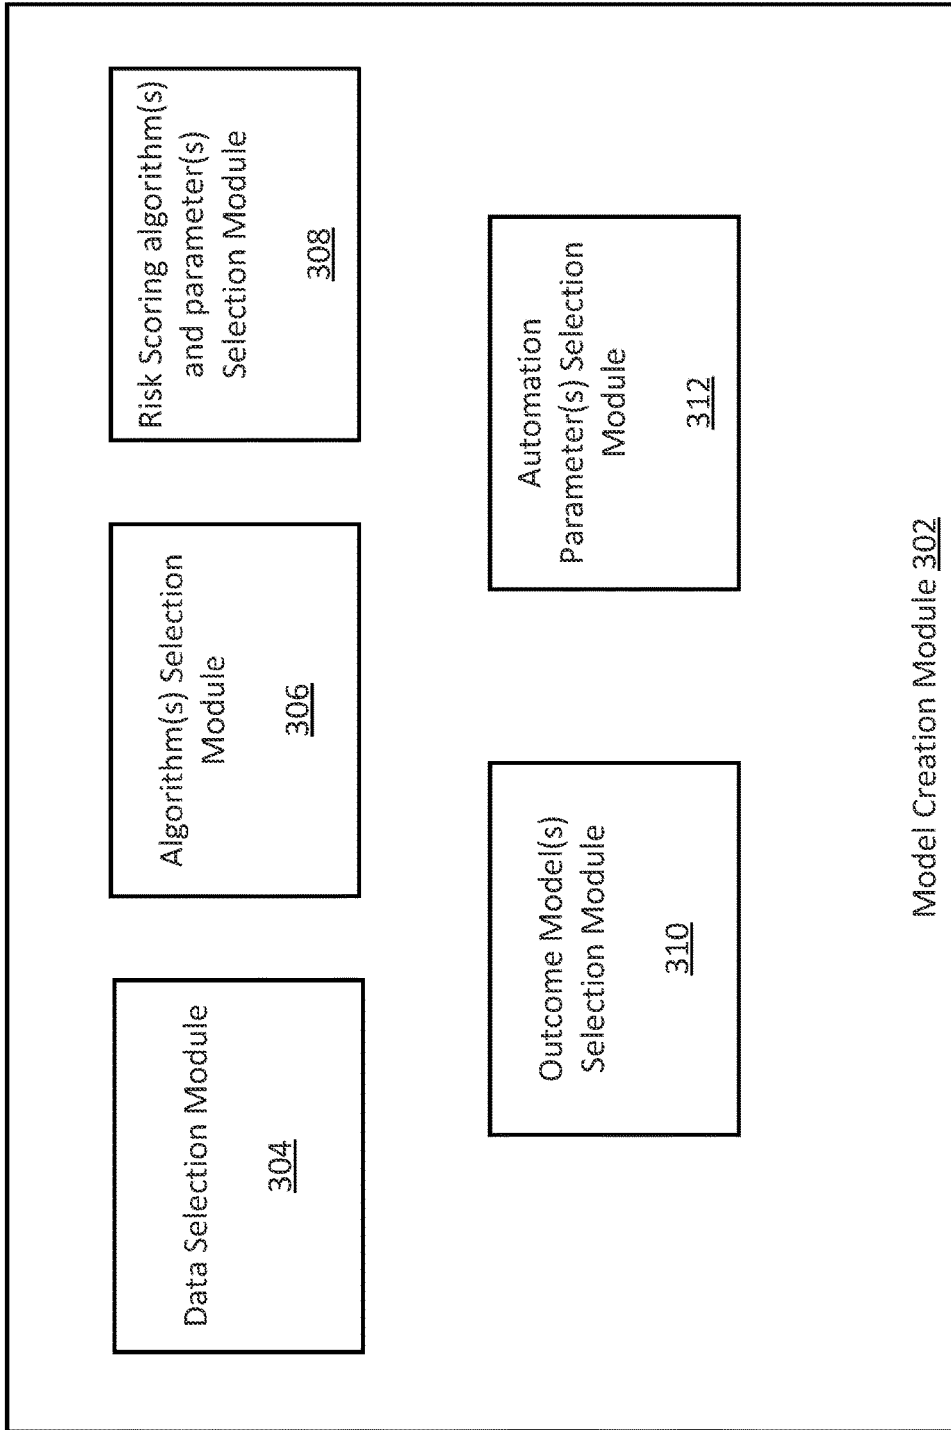 Data Selection Module
304
Algorithm(s) Selection
Module
306
Risk Scoring algorithm(s)
and parameter(s)
Selection Module
308
Outcome Model(s)
Selection Module
310
Automation
Parameter(s) Selection
Module
312
Model Creation Module 302